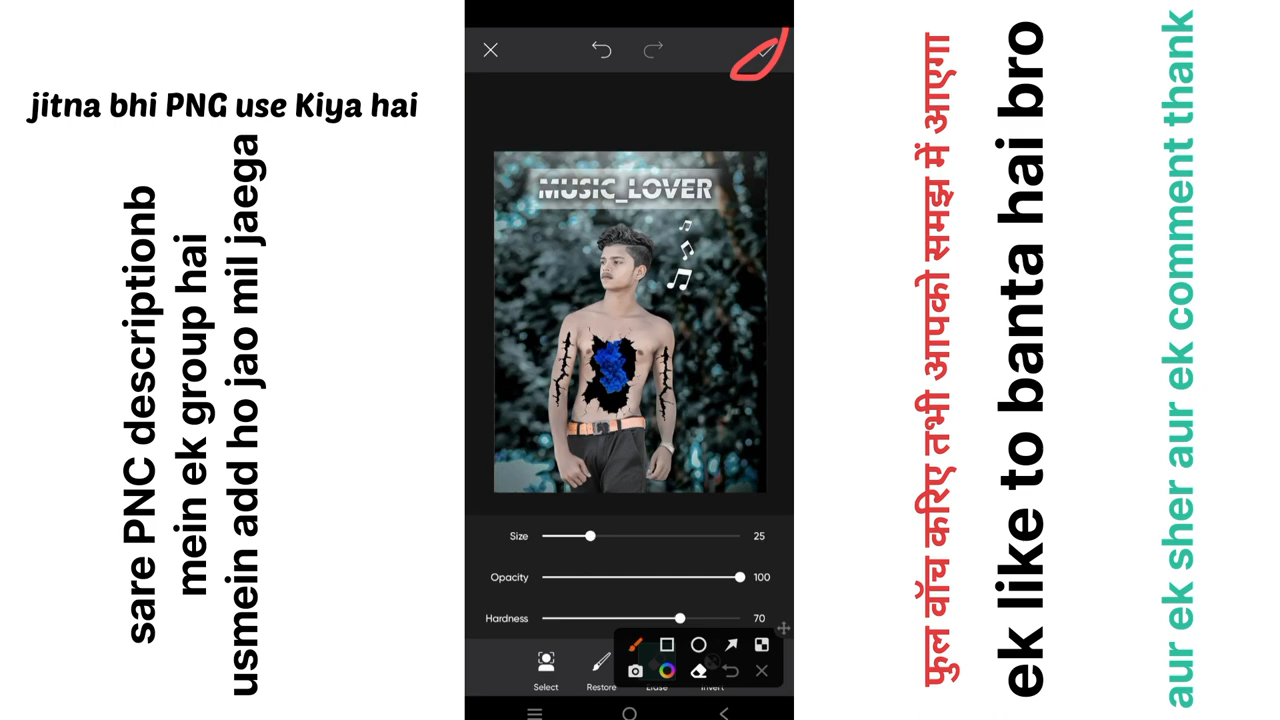 jitna bhi PNG use Kiya hai
sare PNC descriptionb
mein ek group hai
usmein add ho jao mil jaega
MUSIC_LOVER
Size 25
Opacity 100
Hardness 70
Select Restore Erase Invert
फुल वॉच करिए तभी आपको समझ में आएगा
ek like to banta hai bro
aur ek sher aur ek comment thank